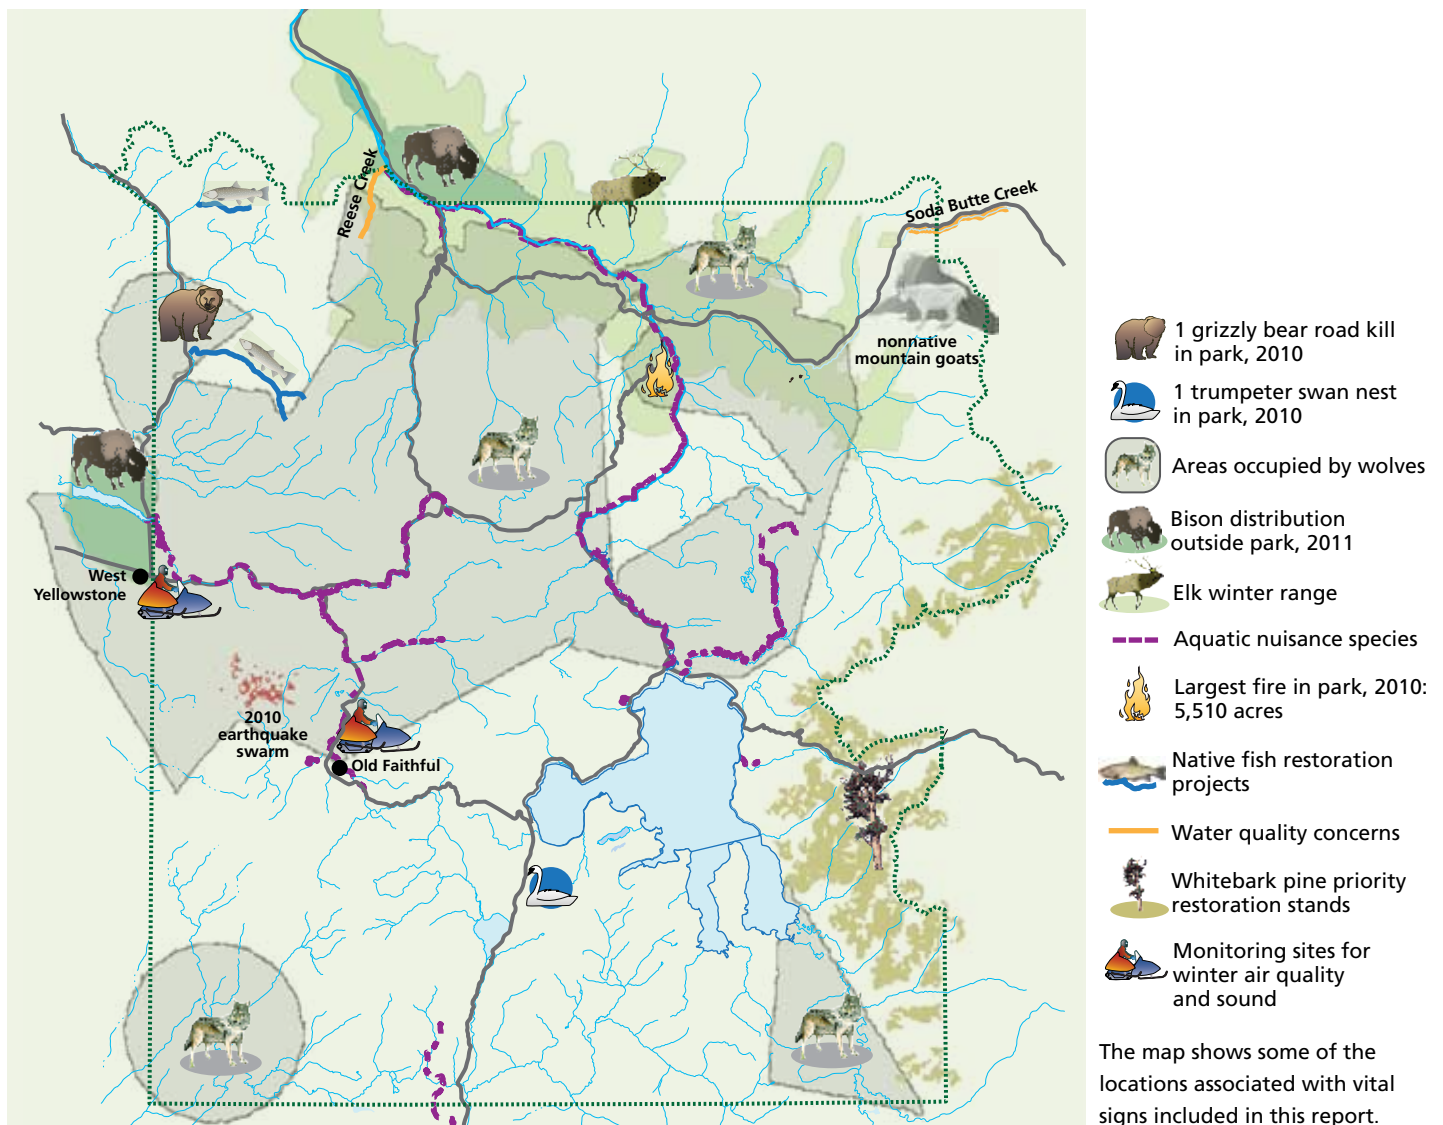 Reese Creek
Soda Butte Creek
nonnative
mountain goats
West
Yellowstone
2010
earthquake
swarm
Old Faithful
1 grizzly bear road kill
in park, 2010
1 trumpeter swan nest
in park, 2010
Areas occupied by wolves
Bison distribution
outside park, 2011
Elk winter range
Aquatic nuisance species
Largest fire in park, 2010:
5,510 acres
Native fish restoration
projects
Water quality concerns
Whitebark pine priority
restoration stands
Monitoring sites for
winter air quality
and sound
The map shows some of the
locations associated with vital
signs included in this report.